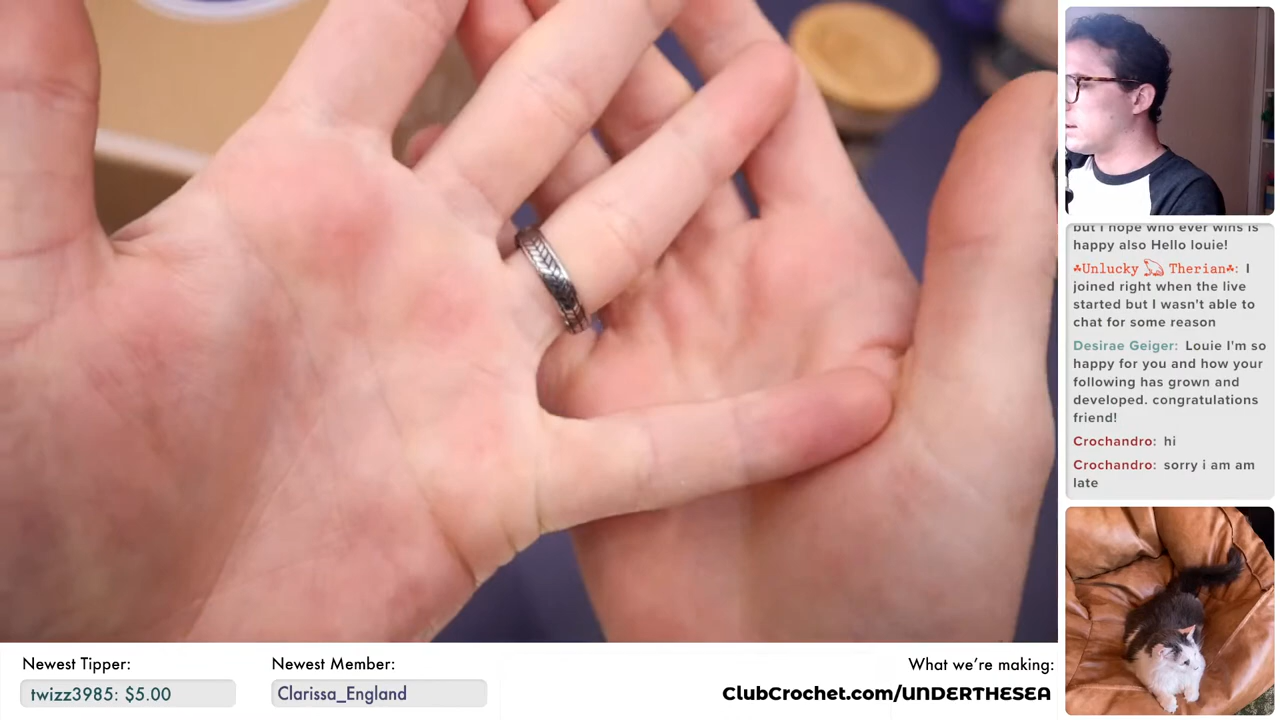 but I hope who ever wins is
happy also Hello louie!
☘Unlucky 🦭 Therian☘: I
joined right when the live
started but I wasn't able to
chat for some reason
Desirae Geiger: Louie I'm so
happy for you and how your
following has grown and
developed. congratulations
friend!
Crochandro: hi
Crochandro: sorry i am am
late
Newest Tipper:
twizz3985: $5.00
Newest Member:
Clarissa_England
What we're making:
ClubCrochet.com/UNDERTHESEA